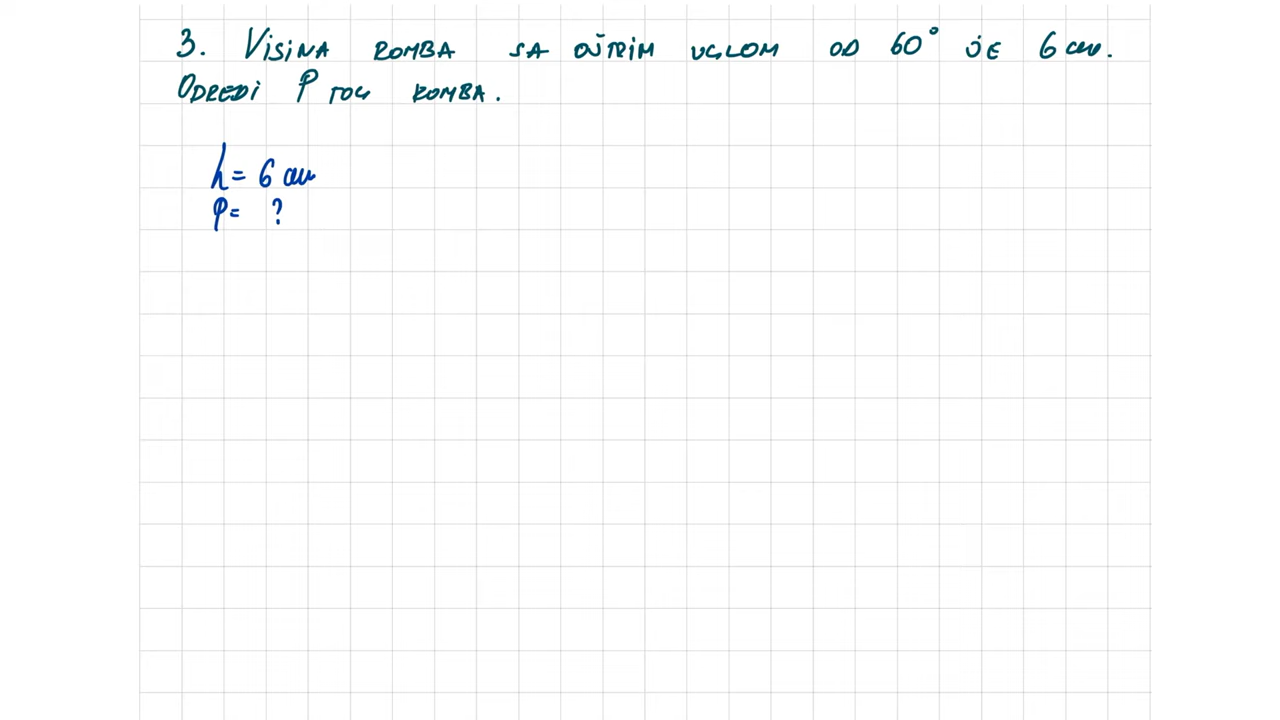 3. VISINA ROMBA SA OŠTRIM UGLOM OD 60° JE 6 cm.
ODREDI P TOG ROMBA.
h = 6 cm
P = ?